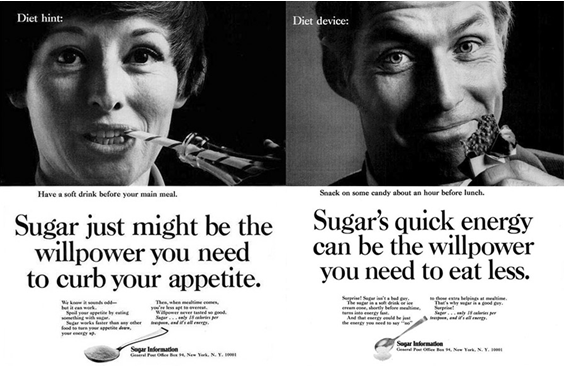 Diet hint:
Have a soft drink before your main meal.
Sugar just might be the
willpower you need
to curb your appetite.
We know it sounds odd—
but it can work.
Spoil your appetite by eating
something with sugar.
Sugar works faster than any other
food to turn your appetite down,
your energy up.
Then, when mealtime comes,
you're less apt to overeat.
Willpower never tasted so good.
Sugar . . . only 18 calories per
teaspoon, and it's all energy.
Sugar Information
General Post Office Box 94, New York, N. Y. 10001
Diet device:
Snack on some candy about an hour before lunch.
Sugar's quick energy
can be the willpower
you need to eat less.
Surprise! Sugar isn't a bad guy.
The sugar in a soft drink or ice
cream cone, shortly before mealtime,
turns into energy fast.
And that energy could be just
the energy you need to say "no"
to those extra helpings at mealtime.
That's why sugar is a good guy.
Surprise!
Sugar . . . only 18 calories per
teaspoon, and it's all energy.
Sugar Information
General Post Office Box 94, New York, N. Y. 10001